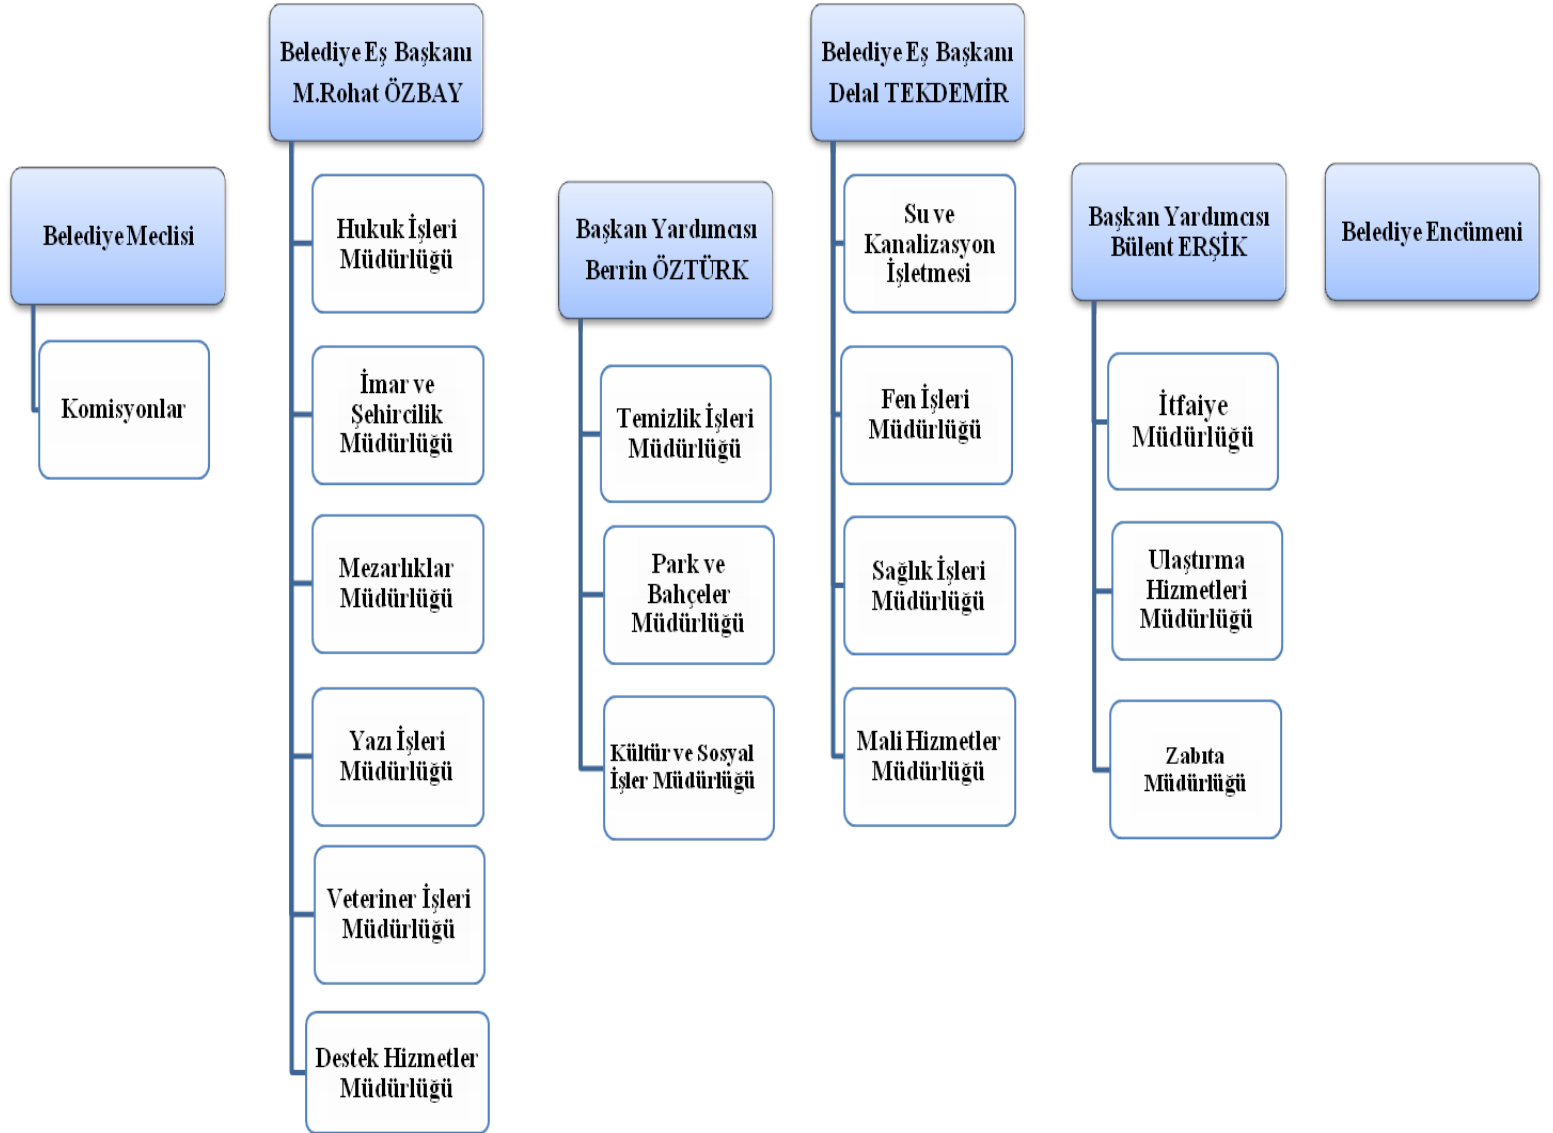 Belediye Meclisi
Komisyonlar
Belediye Eş Başkanı
M.Rohat ÖZBAY
Hukuk İşleri
Müdürlüğü
İmar ve
Şehircilik
Müdürlüğü
Mezarlıklar
Müdürlüğü
Yazı İşleri
Müdürlüğü
Veteriner İşleri
Müdürlüğü
Destek Hizmetler
Müdürlüğü
Başkan Yardımcısı
Berrin ÖZTÜRK
Temizlik İşleri
Müdürlüğü
Park ve
Bahçeler
Müdürlüğü
Kültür ve Sosyal
İşler Müdürlüğü
Belediye Eş Başkanı
Delal TEKDEMİR
Su ve
Kanalizasyon
İşletmesi
Fen İşleri
Müdürlüğü
Sağlık İşleri
Müdürlüğü
Mali Hizmetler
Müdürlüğü
Başkan Yardımcısı
Bülent ERŞİK
İtfaiye
Müdürlüğü
Ulaştırma
Hizmetleri
Müdürlüğü
Zabıta
Müdürlüğü
Belediye Encümeni